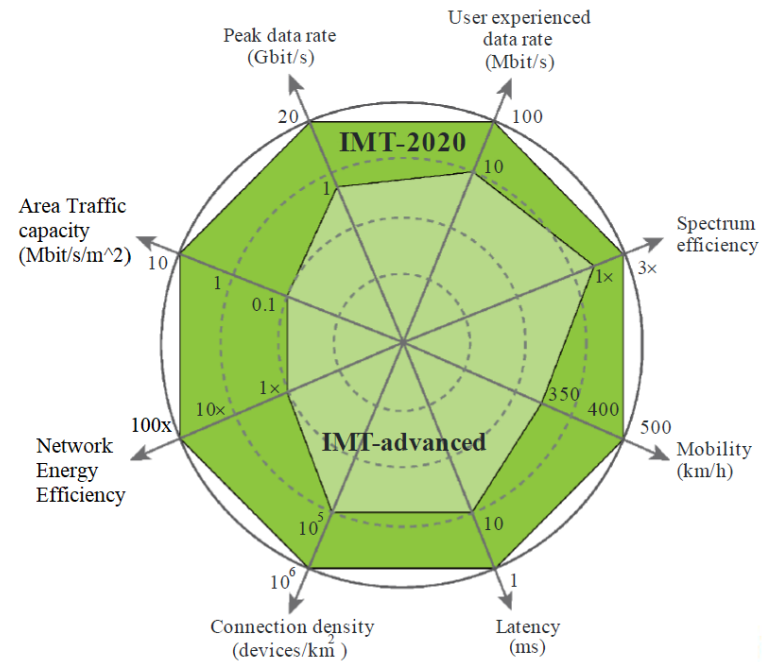 User experienced
data rate
(Mbit/s)
Peak data rate
(Gbit/s)
20
100
IMT-2020
10
1
Area Traffic
capacity
(Mbit/s/m^2)
Spectrum
efficiency
10
1
0.1
1×
3×
1×
10×
100x
350
400
500
Network
Energy
Efficiency
IMT-advanced
Mobility
(km/h)
10^5
10
10^6
1
Connection density
(devices/km^2 )
Latency
(ms)